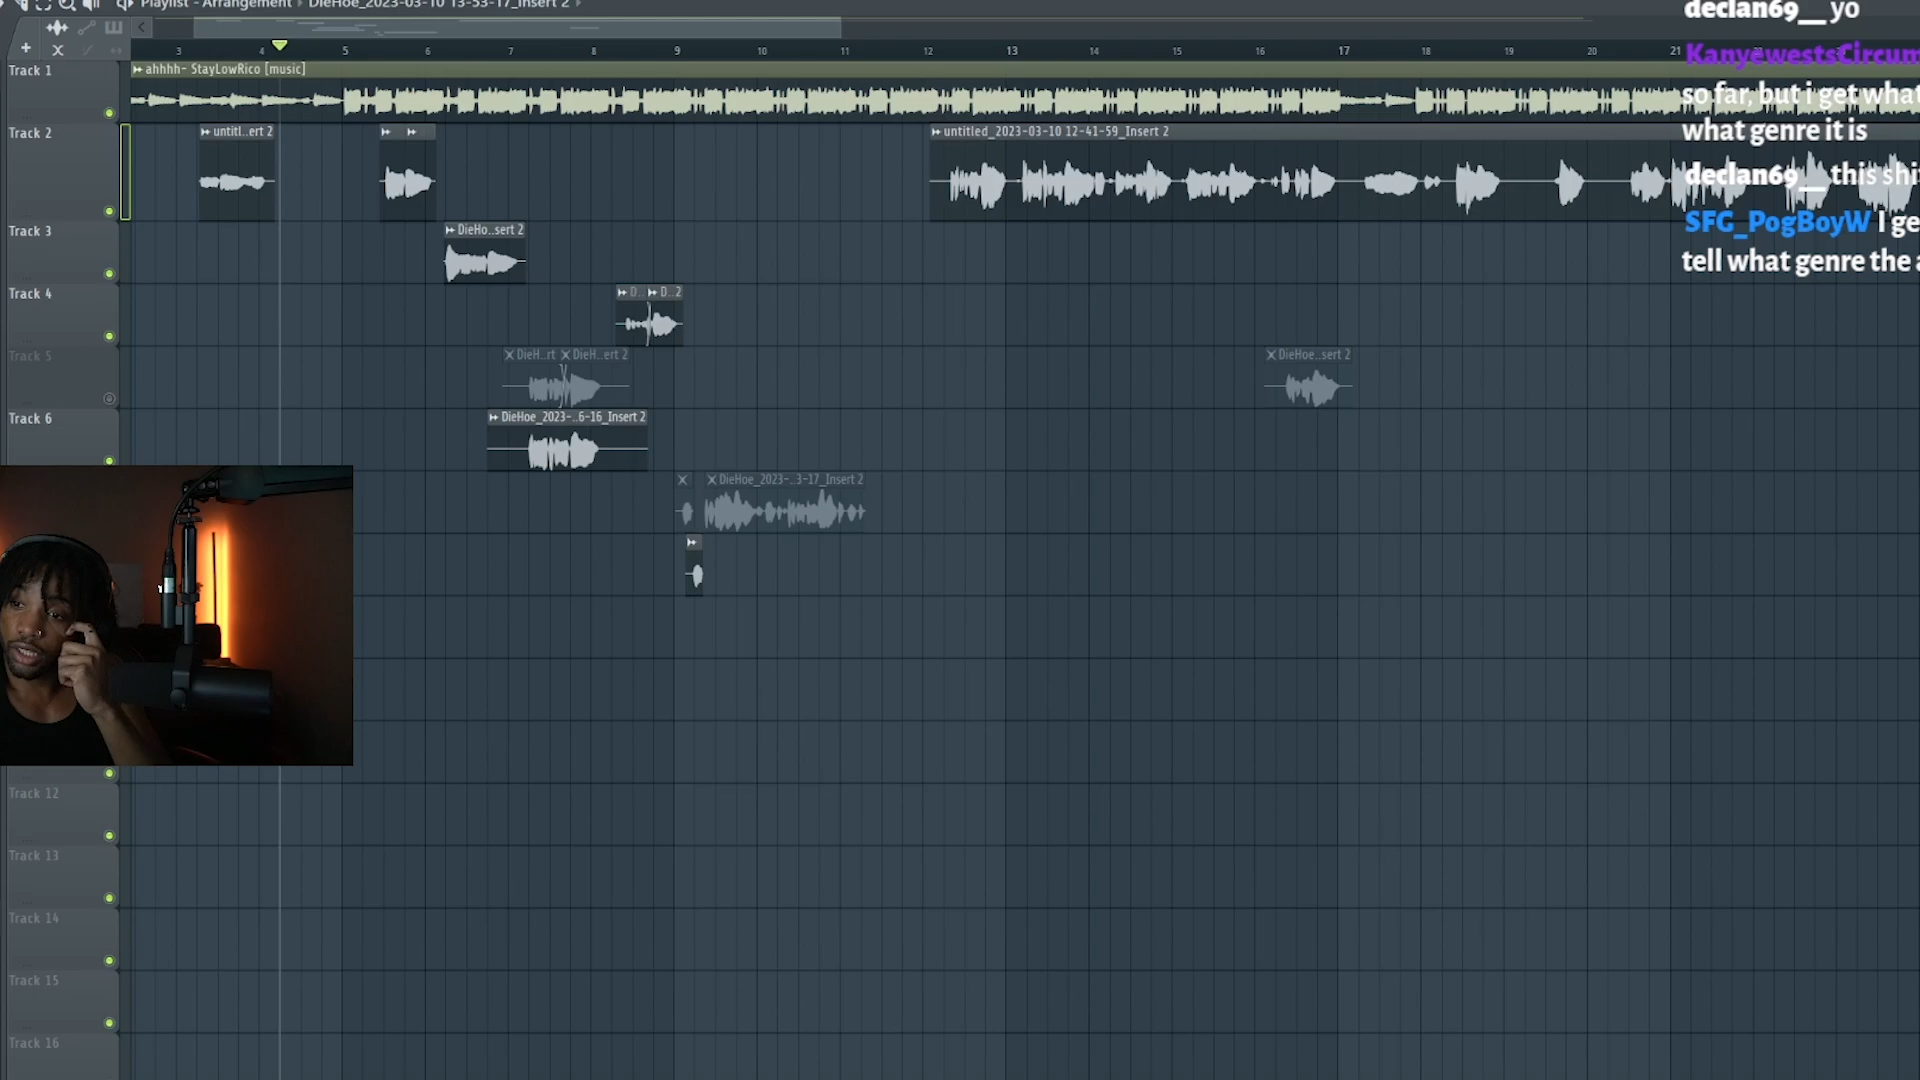 Playlist - Arrangement › DieHoe_2023-03-10 13-53-17_Insert 2 ›
declan69__ yo
KanyewestsCircum
so far, but i get what
what genre it is
declan69__ this shi
SFG_PogBoyW I ge
tell what genre the a
3 4 5 6 7 8 9 10 11 12 13 14 15 16 17 18 19 20 21
Track 1
ahhhh- StayLowRico [music]
Track 2
untitl..ert 2
untitled_2023-03-10 12-41-59_Insert 2
Track 3
DieHo..sert 2
Track 4
D.. D..2
Track 5
DieH..rt DieH..ert 2
DieHoe..sert 2
Track 6
DieHoe_2023-..6-16_Insert 2
DieHoe_2023-..3-17_Insert 2
Track 12
Track 13
Track 14
Track 15
Track 16